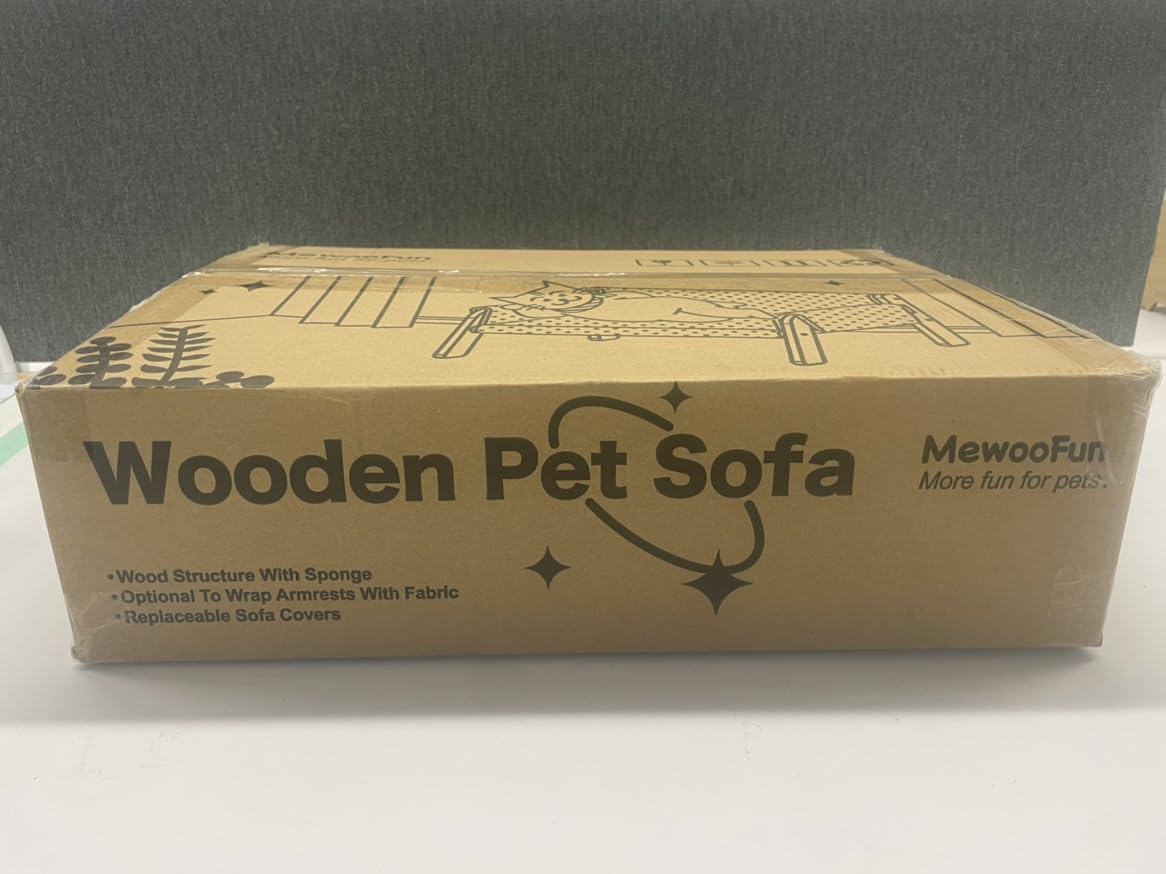 MewooFun
Wooden Pet Sofa
MewooFun
More fun for pets.
•Wood Structure With Sponge
•Optional To Wrap Armrests With Fabric
•Replaceable Sofa Covers